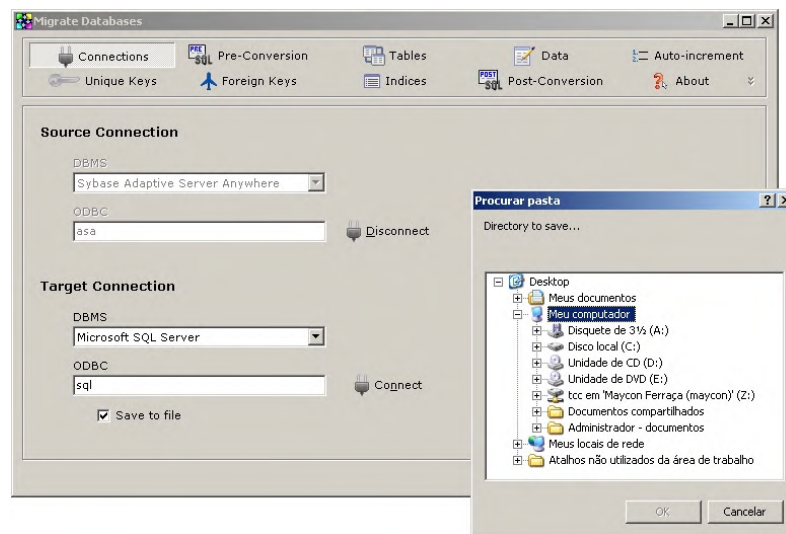 Migrate Databases
Connections
PRE SQL Pre-Conversion
Tables
Data
Auto-increment
Unique Keys
Foreign Keys
Indices
POST SQL Post-Conversion
About
Source Connection
DBMS
Sybase Adaptive Server Anywhere
ODBC
asa
Disconnect
Target Connection
DBMS
Microsoft SQL Server
ODBC
sql
Connect
Save to file
Procurar pasta
Directory to save...
Desktop
Meus documentos
Meu computador
Disquete de 3½ (A:)
Disco local (C:)
Unidade de CD (D:)
Unidade de DVD (E:)
tcc em 'Maycon Ferraça (maycon)' (Z:)
Documentos compartilhados
Administrador - documentos
Meus locais de rede
Atalhos não utilizados da área de trabalho
OK
Cancelar